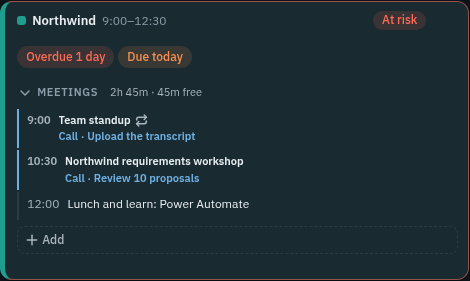 Northwind 9:00–12:30 At risk
Overdue 1 day Due today
MEETINGS 2h 45m · 45m free
9:00 Team standup
Call · Upload the transcript
10:30 Northwind requirements workshop
Call · Review 10 proposals
12:00 Lunch and learn: Power Automate
+ Add